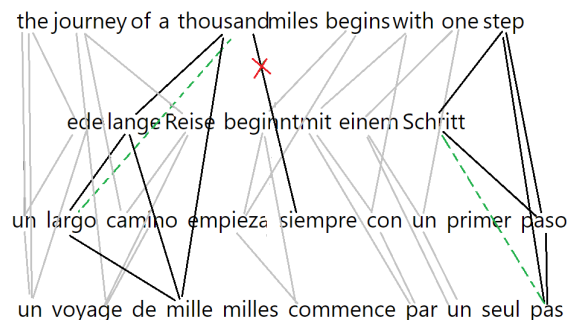 the journey of a thousand miles begins with one step
ede lange Reise beginnt mit einem Schritt
un largo camino empieza siempre con un primer paso
un voyage de mille milles commence par un seul pas